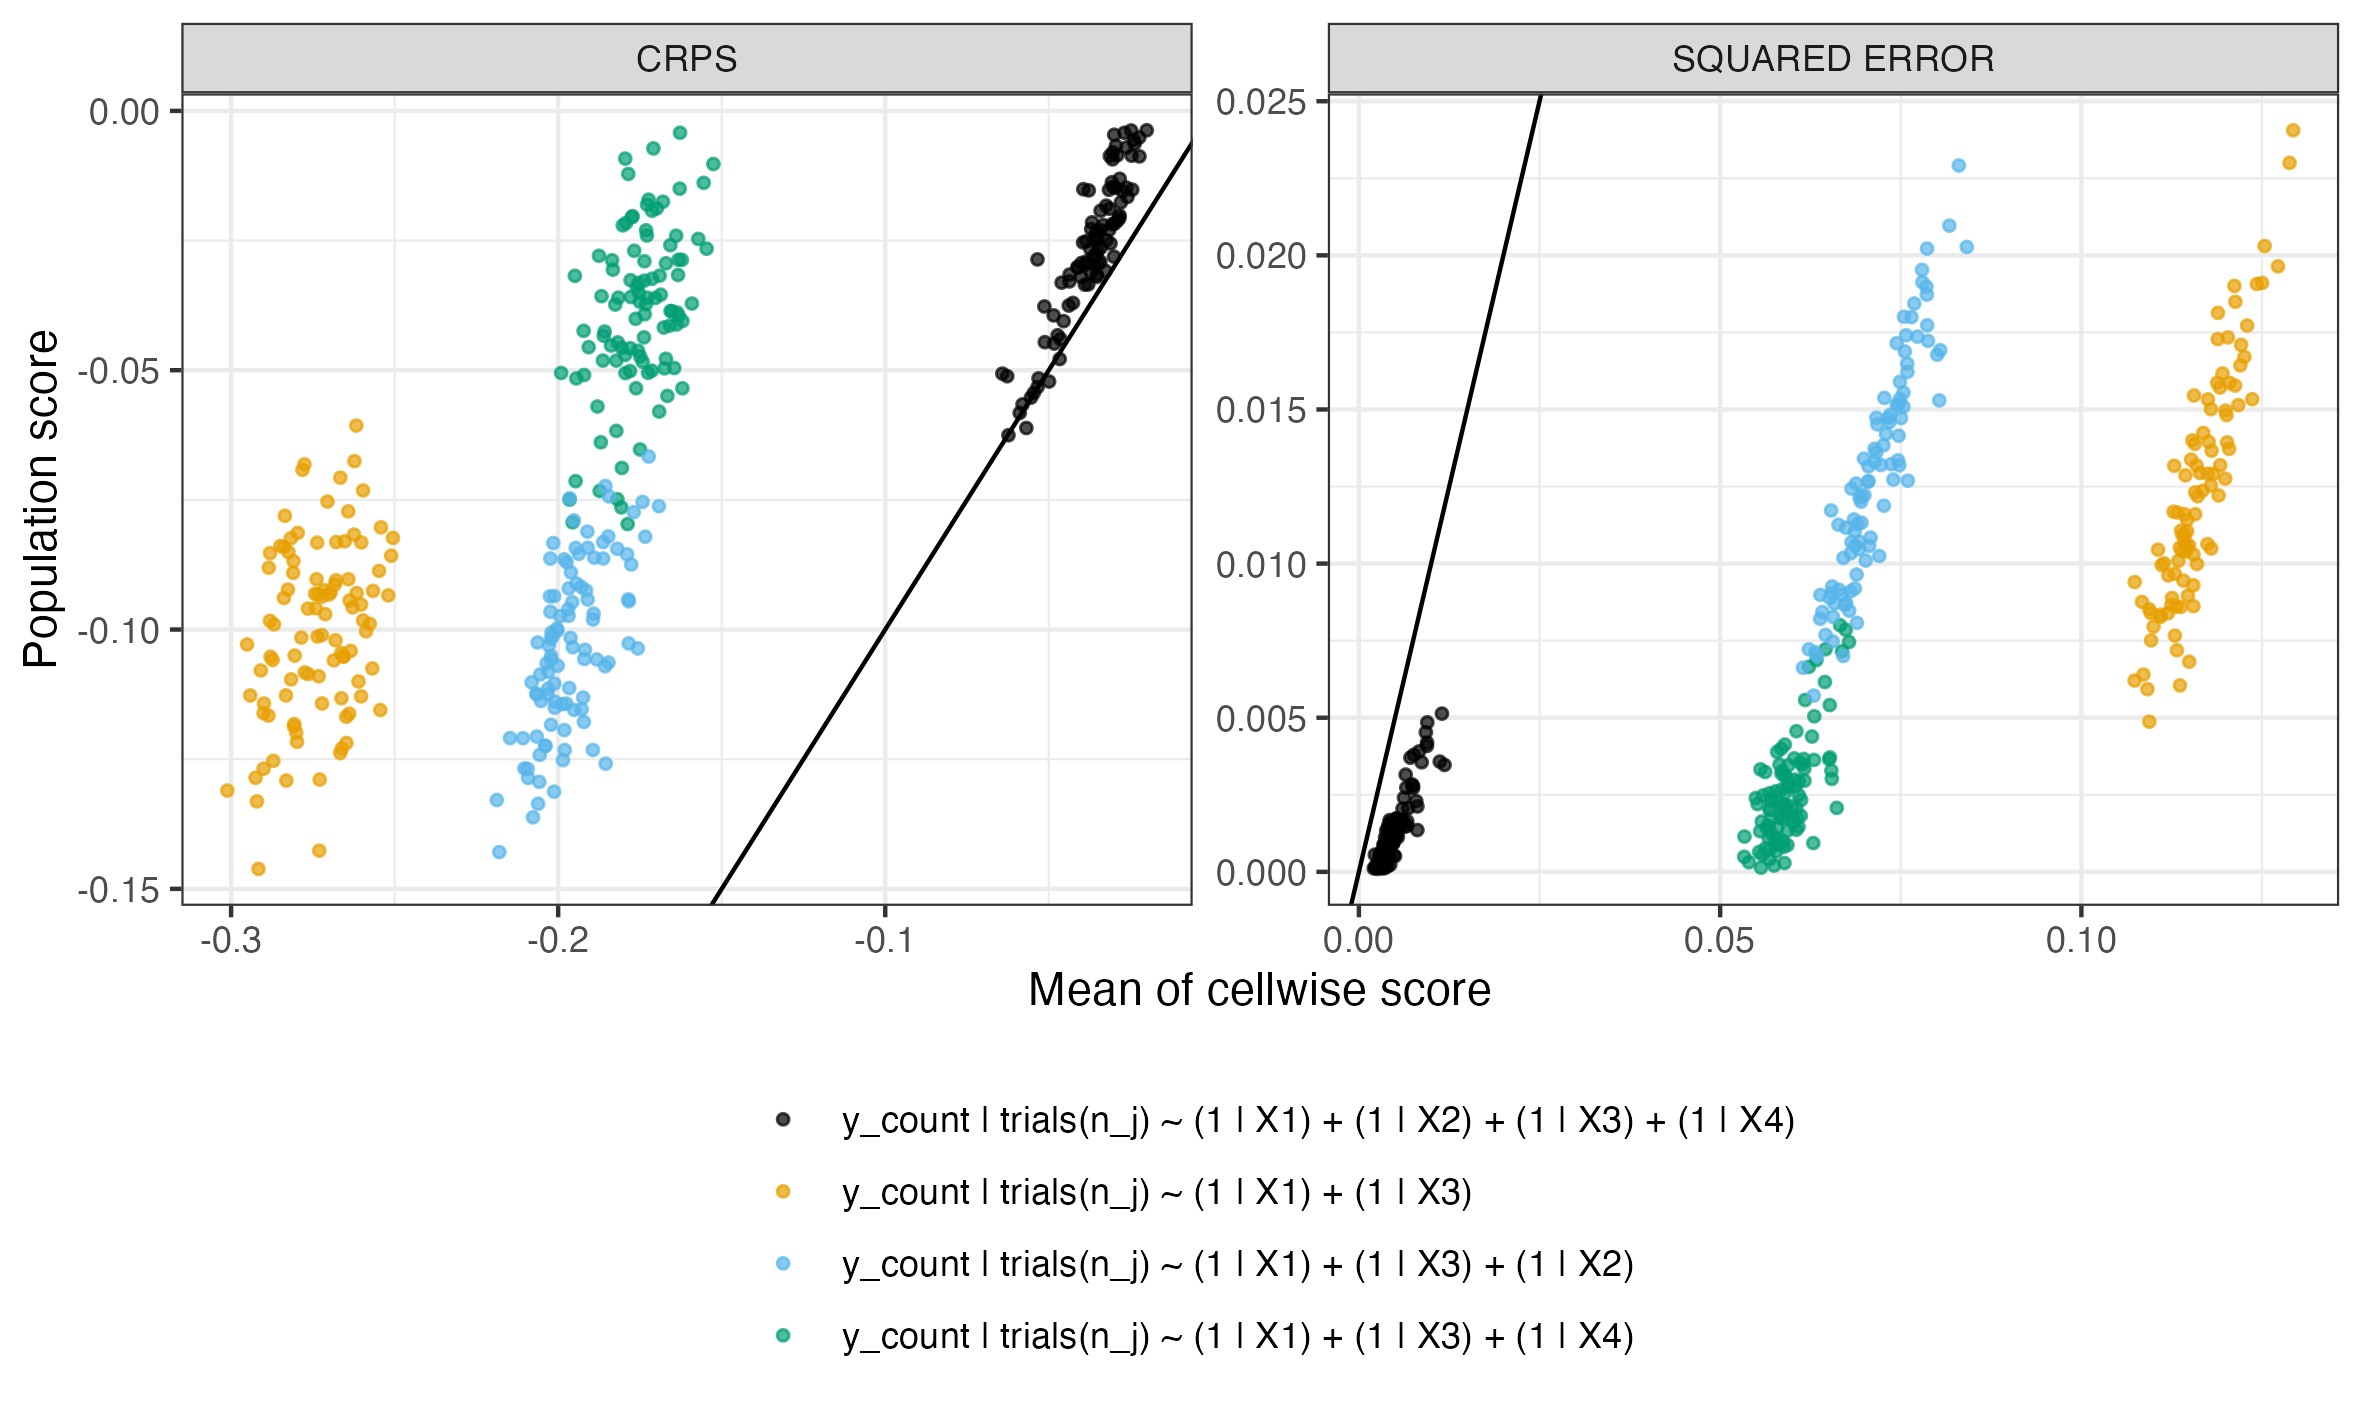 CRPS
SQUARED ERROR
0.00
-0.05
-0.10
-0.15
0.025
0.020
0.015
0.010
0.005
0.000
-0.3
-0.2
-0.1
0.00
0.05
0.10
Population score
Mean of cellwise score
y_count | trials(n_j) ~ (1 | X1) + (1 | X2) + (1 | X3) + (1 | X4)
y_count | trials(n_j) ~ (1 | X1) + (1 | X3)
y_count | trials(n_j) ~ (1 | X1) + (1 | X3) + (1 | X2)
y_count | trials(n_j) ~ (1 | X1) + (1 | X3) + (1 | X4)